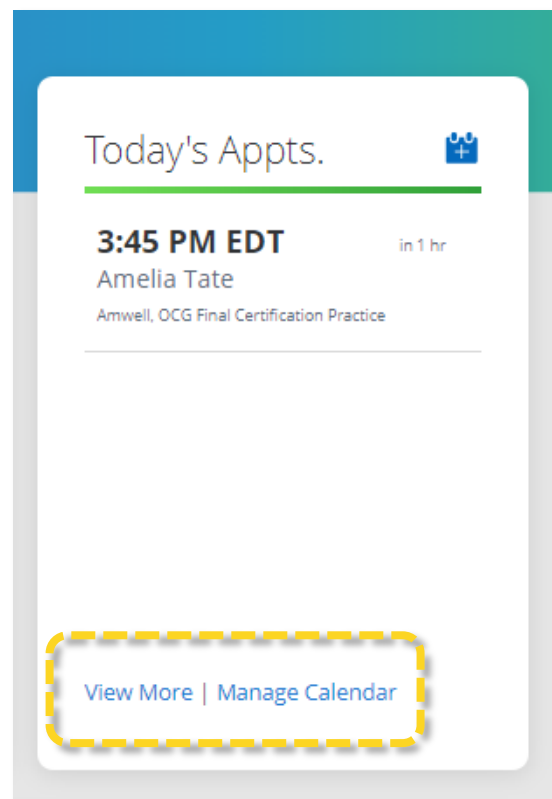 Today's Appts.
3:45 PM EDT in 1 hr
Amelia Tate
Amwell, OCG Final Certification Practice
View More | Manage Calendar